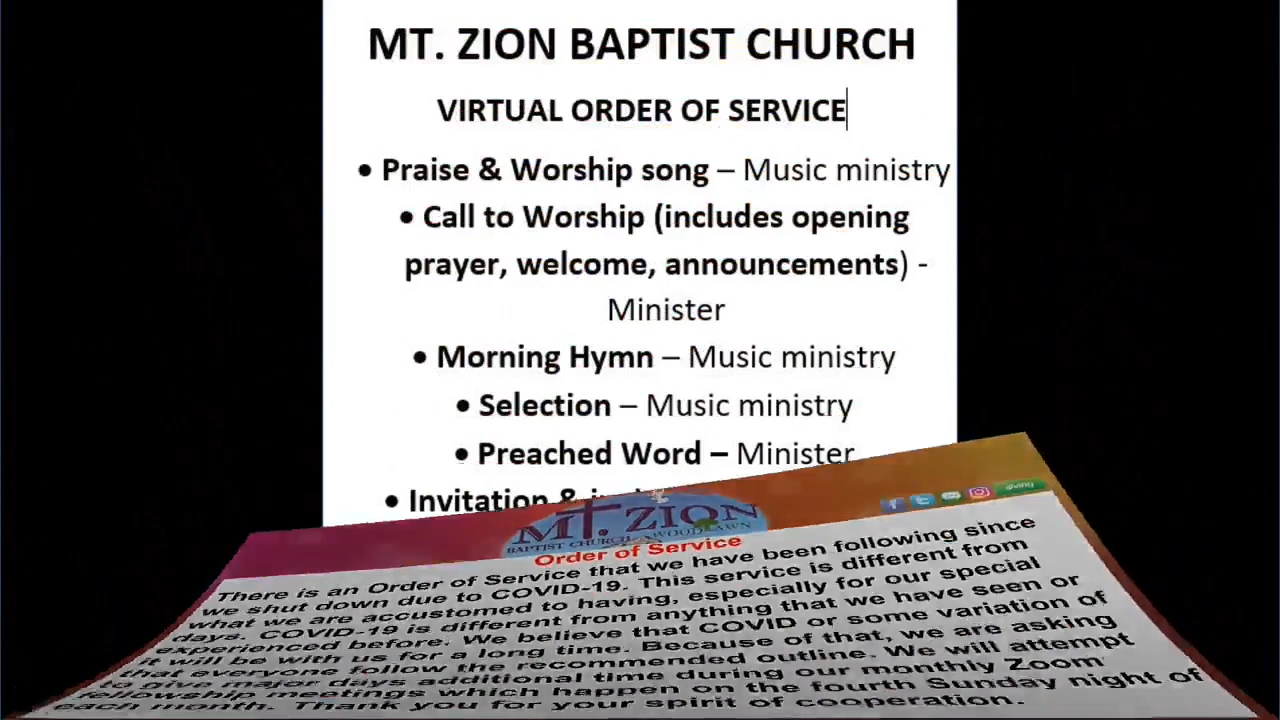 MT. ZION BAPTIST CHURCH
VIRTUAL ORDER OF SERVICE
• Praise & Worship song – Music ministry
• Call to Worship (includes opening
prayer, welcome, announcements) -
Minister
• Morning Hymn – Music ministry
• Selection – Music ministry
• Preached Word – Minister
• Invitation &
giving
MT. ZION
BAPTIST CHURCH WOODLAWN
Order of Service
There is an Order of Service that we have been following since
we shut down due to COVID-19. This service is different from
what we are accustomed to having, especially for our special
days. COVID-19 is different from anything that we have seen or
experienced before. We believe that COVID or some variation of
it will be with us for a long time. Because of that, we are asking
that everyone follow the recommended outline. We will attempt
to give major days additional time during our monthly Zoom
fellowship meetings which happen on the fourth Sunday night of
each month. Thank you for your spirit of cooperation.